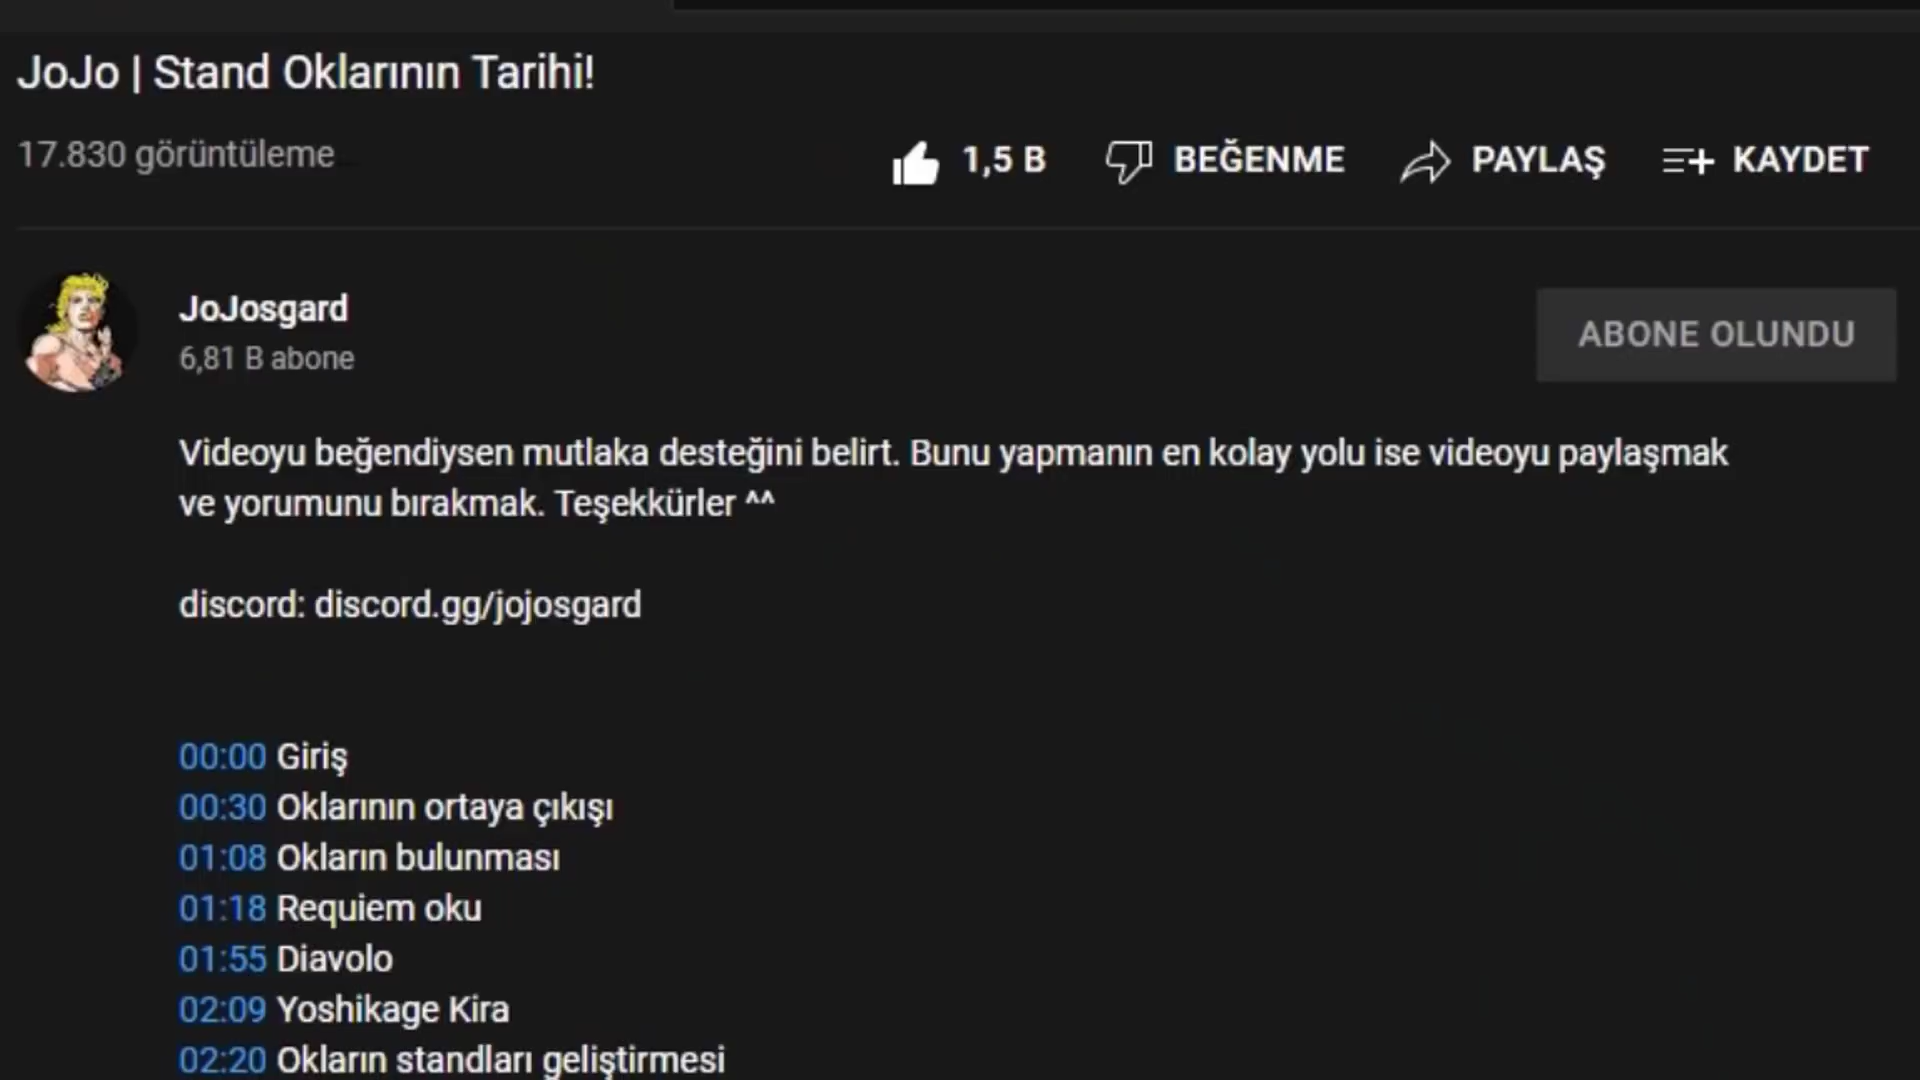 JoJo | Stand Oklarının Tarihi!
17.830 görüntüleme
1,5 B BEĞENME PAYLAŞ KAYDET
JoJosgard
6,81 B abone
ABONE OLUNDU
Videoyu beğendiysen mutlaka desteğini belirt. Bunu yapmanın en kolay yolu ise videoyu paylaşmak
ve yorumunu bırakmak. Teşekkürler ^^
discord: discord.gg/jojosgard
00:00 Giriş
00:30 Oklarının ortaya çıkışı
01:08 Okların bulunması
01:18 Requiem oku
01:55 Diavolo
02:09 Yoshikage Kira
02:20 Okların standları geliştirmesi